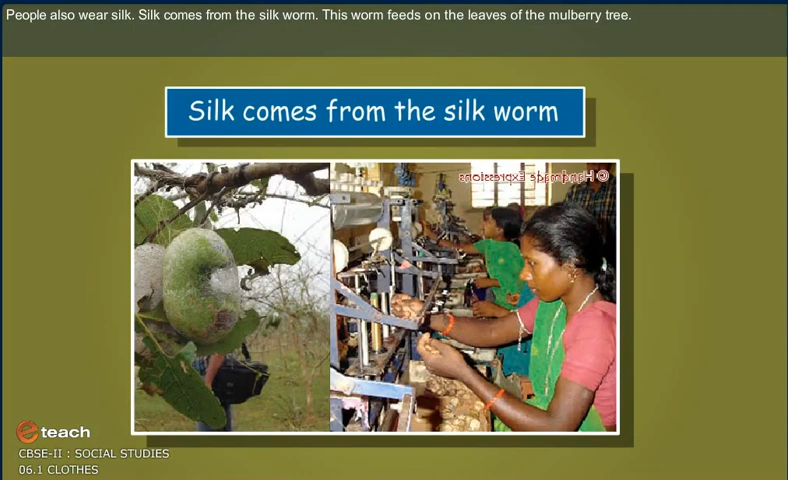 People also wear silk. Silk comes from the silk worm. This worm feeds on the leaves of the mulberry tree.
Silk comes from the silk worm
© Handmade Expressions
e teach
CBSE-II : SOCIAL STUDIES
06.1 CLOTHES